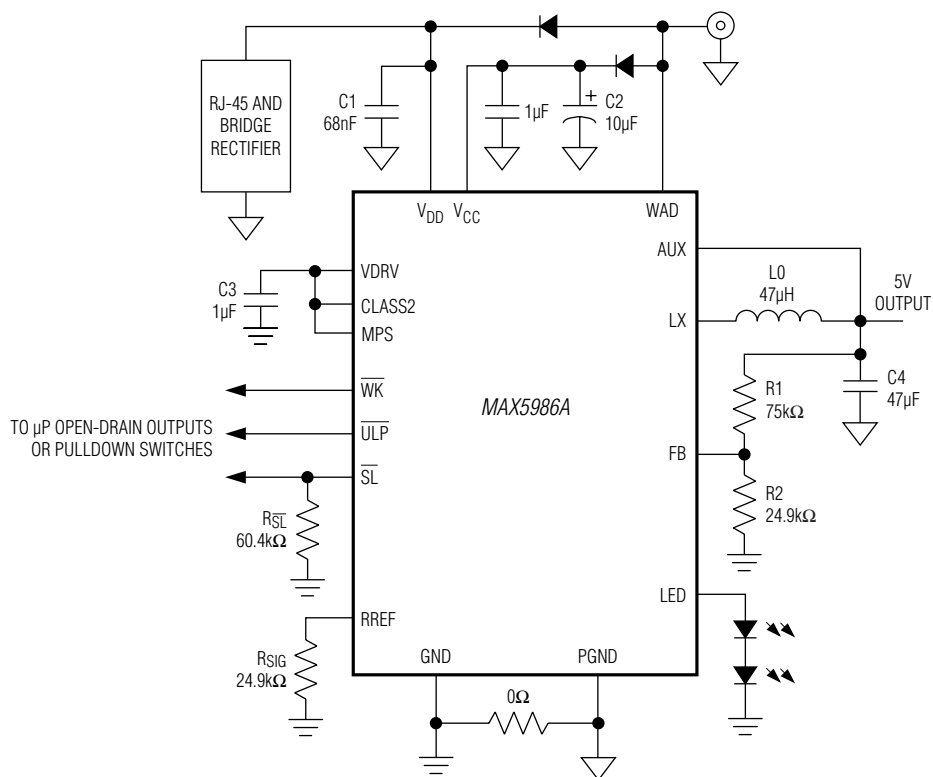 RJ-45 AND
BRIDGE
RECTIFIER
C1
68nF
1µF
+
C2
10µF
VDD
VCC
WAD
AUX
VDRV
CLASS2
MPS
C3
1µF
LX
L0
47µH
5V
OUTPUT
WK
ULP
SL
TO µP OPEN-DRAIN OUTPUTS
OR PULLDOWN SWITCHES
MAX5986A
R1
75kΩ
C4
47µF
FB
R2
24.9kΩ
RSL
60.4kΩ
LED
RREF
RSIG
24.9kΩ
GND
PGND
0Ω